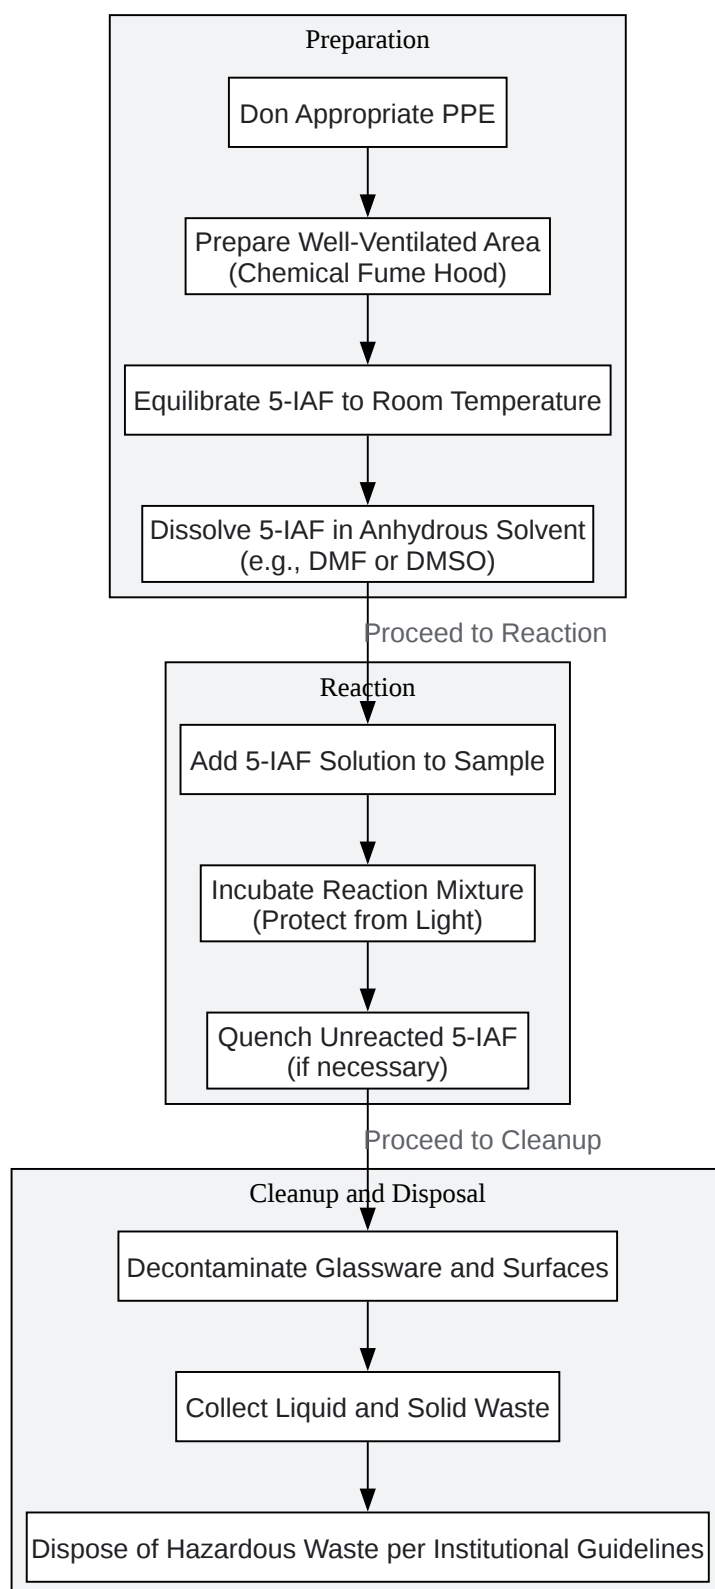 Preparation
Don Appropriate PPE
Prepare Well-Ventilated Area
(Chemical Fume Hood)
Equilibrate 5-IAF to Room Temperature
Dissolve 5-IAF in Anhydrous Solvent
(e.g., DMF or DMSO)
Proceed to Reaction
Reaction
Add 5-IAF Solution to Sample
Incubate Reaction Mixture
(Protect from Light)
Quench Unreacted 5-IAF
(if necessary)
Proceed to Cleanup
Cleanup and Disposal
Decontaminate Glassware and Surfaces
Collect Liquid and Solid Waste
Dispose of Hazardous Waste per Institutional Guidelines